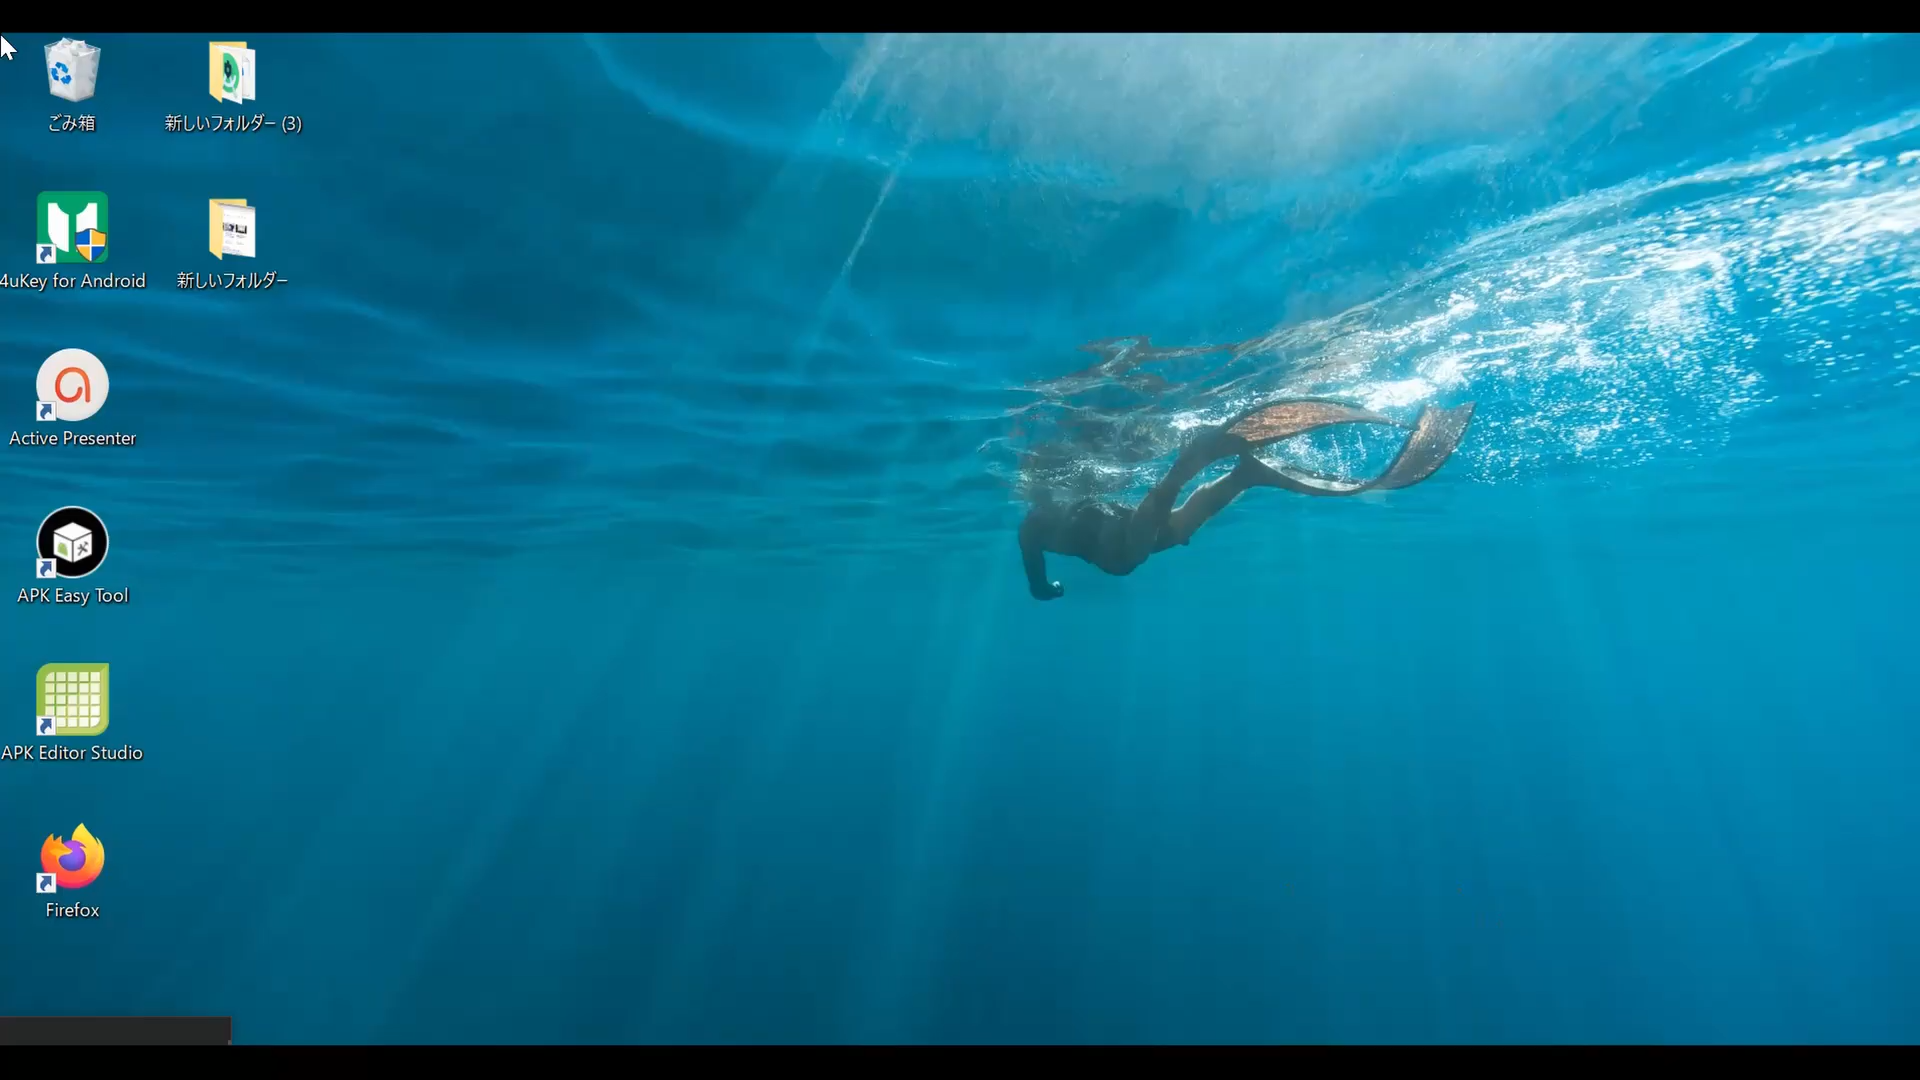 ごみ箱
新しいフォルダー (3)
4uKey for Android
新しいフォルダー
Active Presenter
APK Easy Tool
APK Editor Studio
Firefox